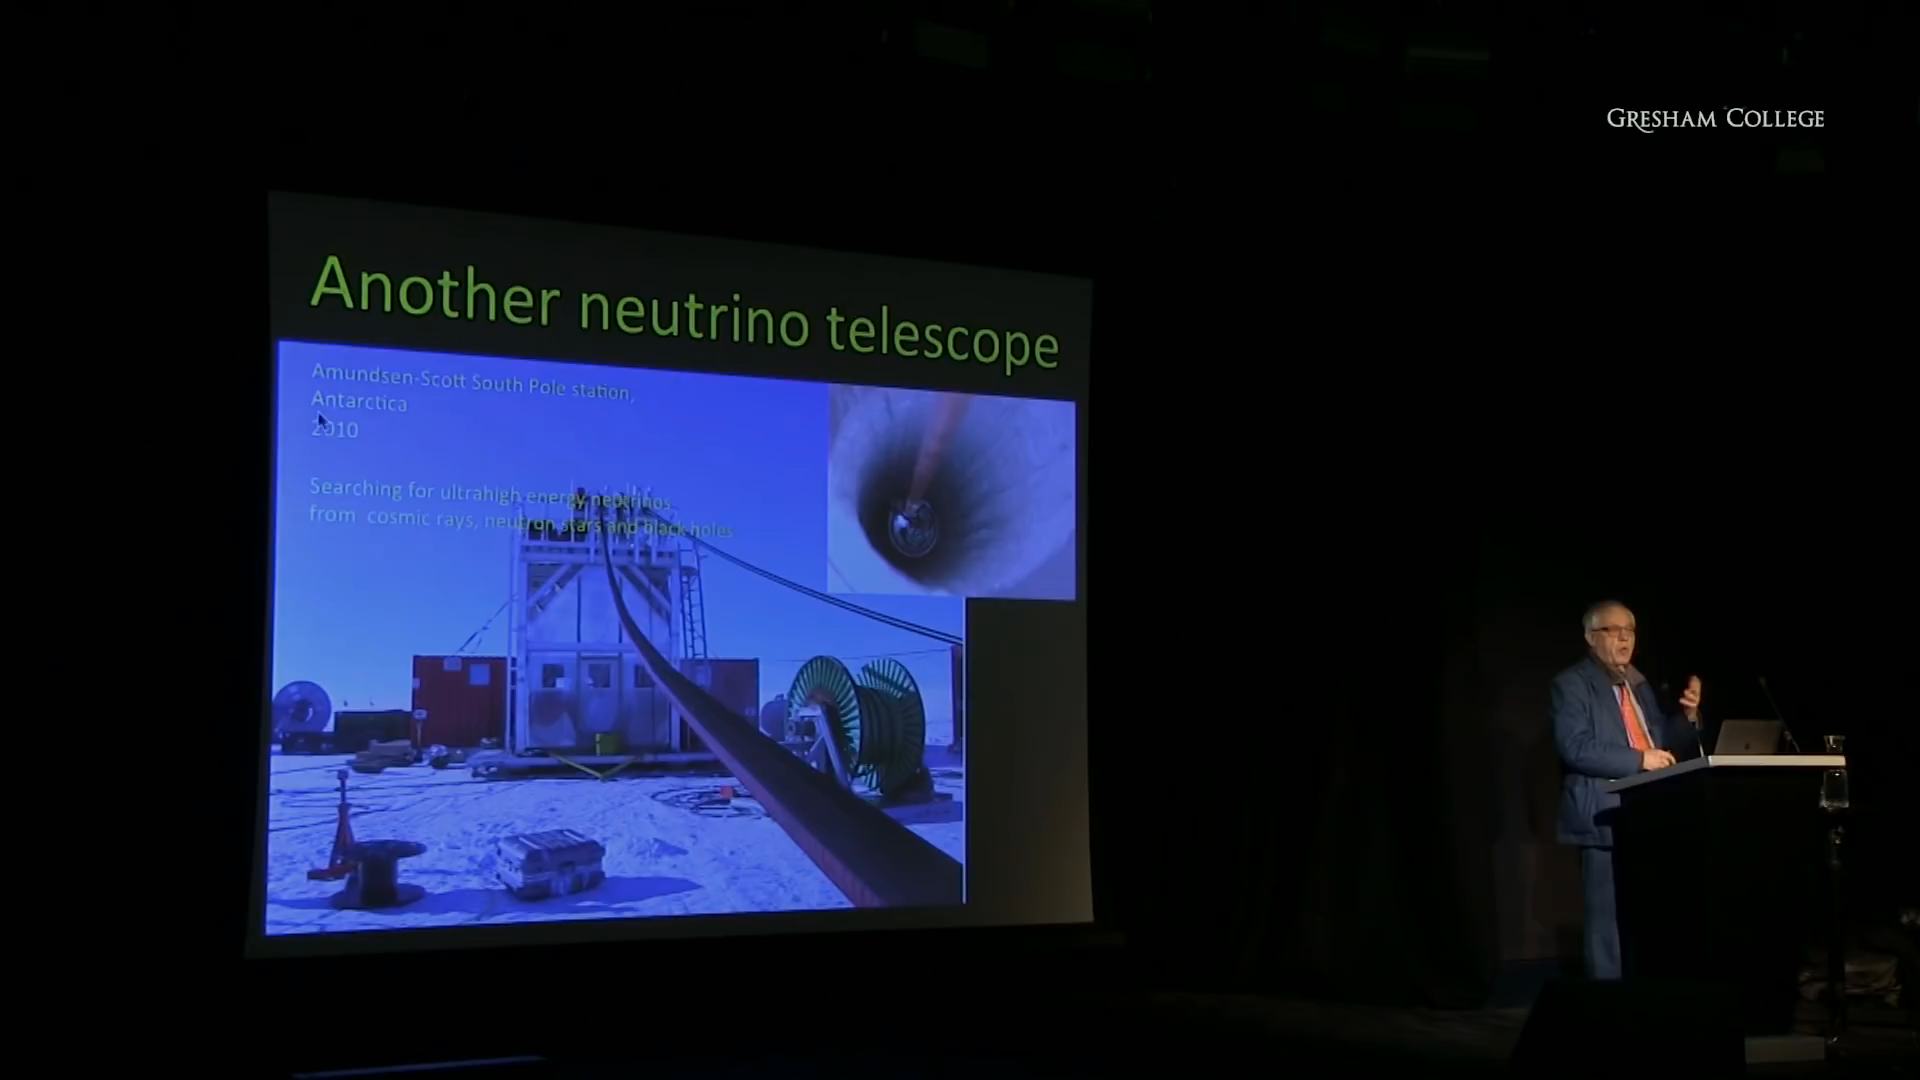 GRESHAM COLLEGE
Another neutrino telescope
Amundsen-Scott South Pole station,
Antarctica
2010
Searching for ultrahigh energy neutrinos
from cosmic rays, neutron stars and black holes